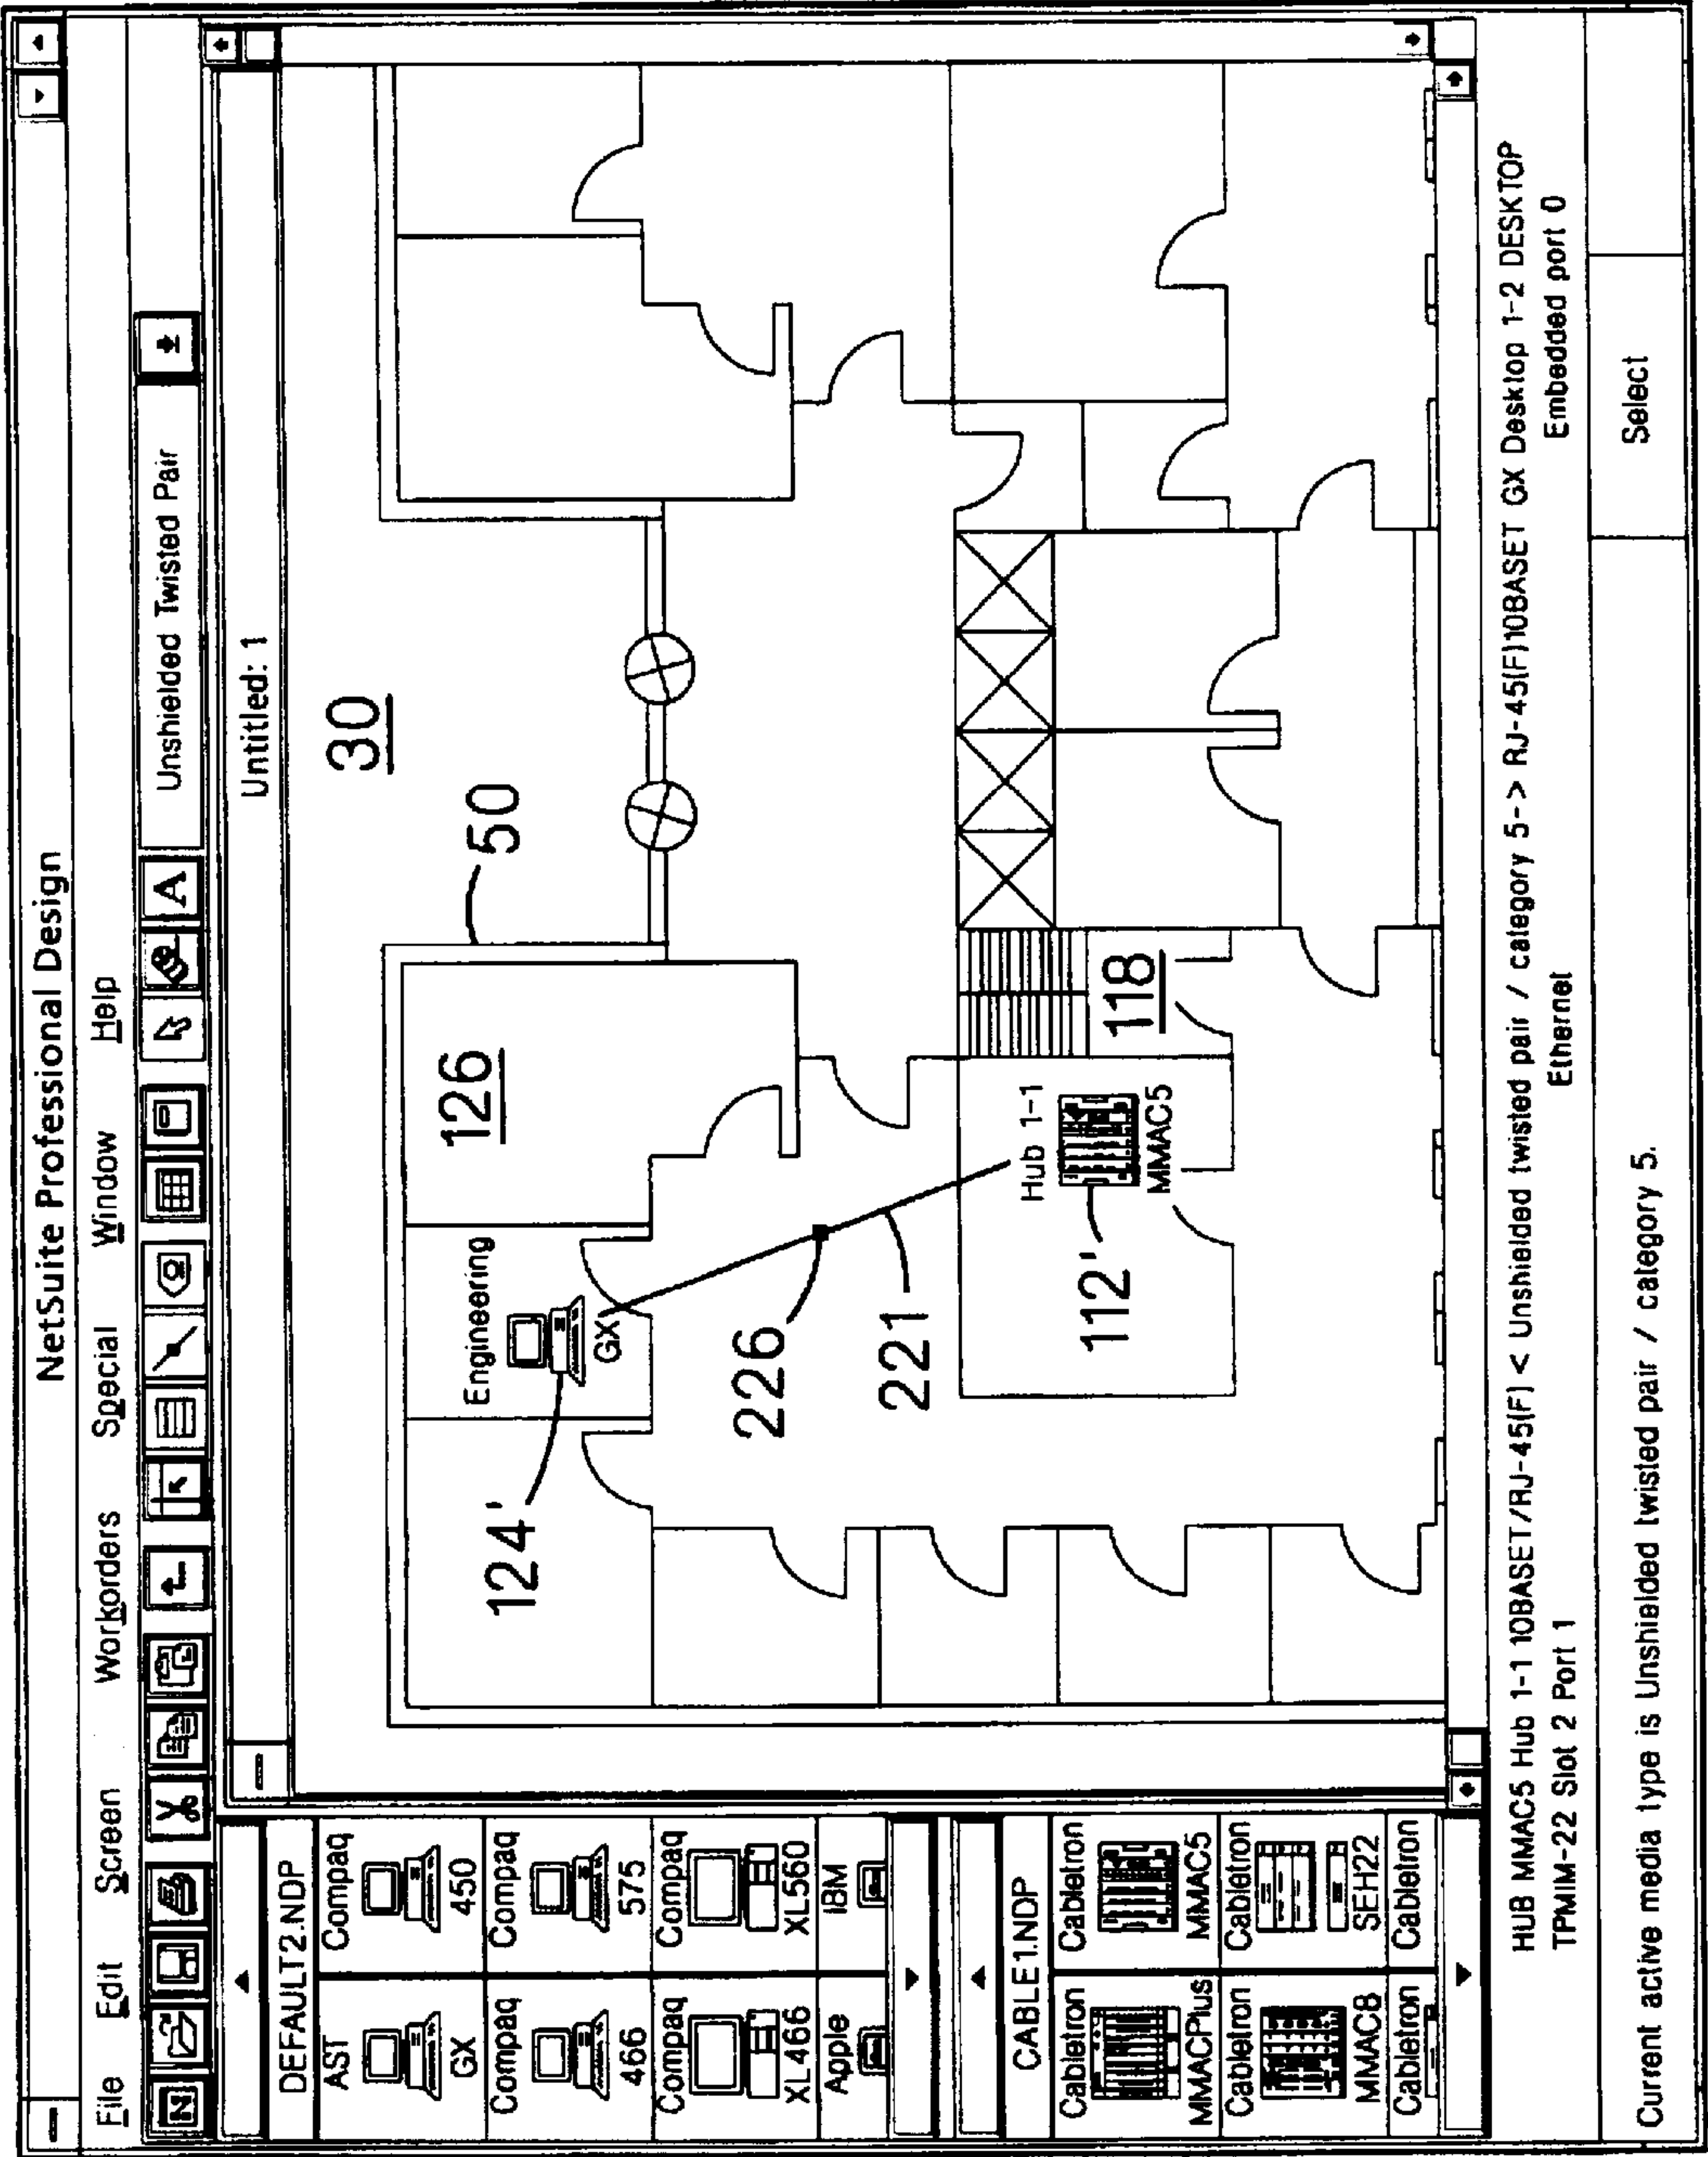 NetSuite Professional Design
File Edit Screen Workorders Special Window Help
N A Unshielded Twisted Pair
Untitled: 1
DEFAULT2.NDP
AST Compaq
GX 450
Compaq Compaq
466 575
Compaq Compaq
XL466 XL560
Apple IBM
CABLE1.NDP
Cabletron Cabletron
MMACPlus MMAC5
Cabletron Cabletron
MMAC8 SEH22
Cabletron Cabletron
30
50
126
Engineering
GX
124'
226
221
118
Hub 1-1
MMAC5
112'
HUB MMAC5 Hub 1-1 10BASET/RJ-45(F) < Unshielded twisted pair / category 5-> RJ-45(F)10BASET GX Desktop 1-2 DESKTOP
TPMIM-22 Slot 2 Port 1 Ethernet Embedded port 0
Current active media type is Unshielded twisted pair / category 5. Select